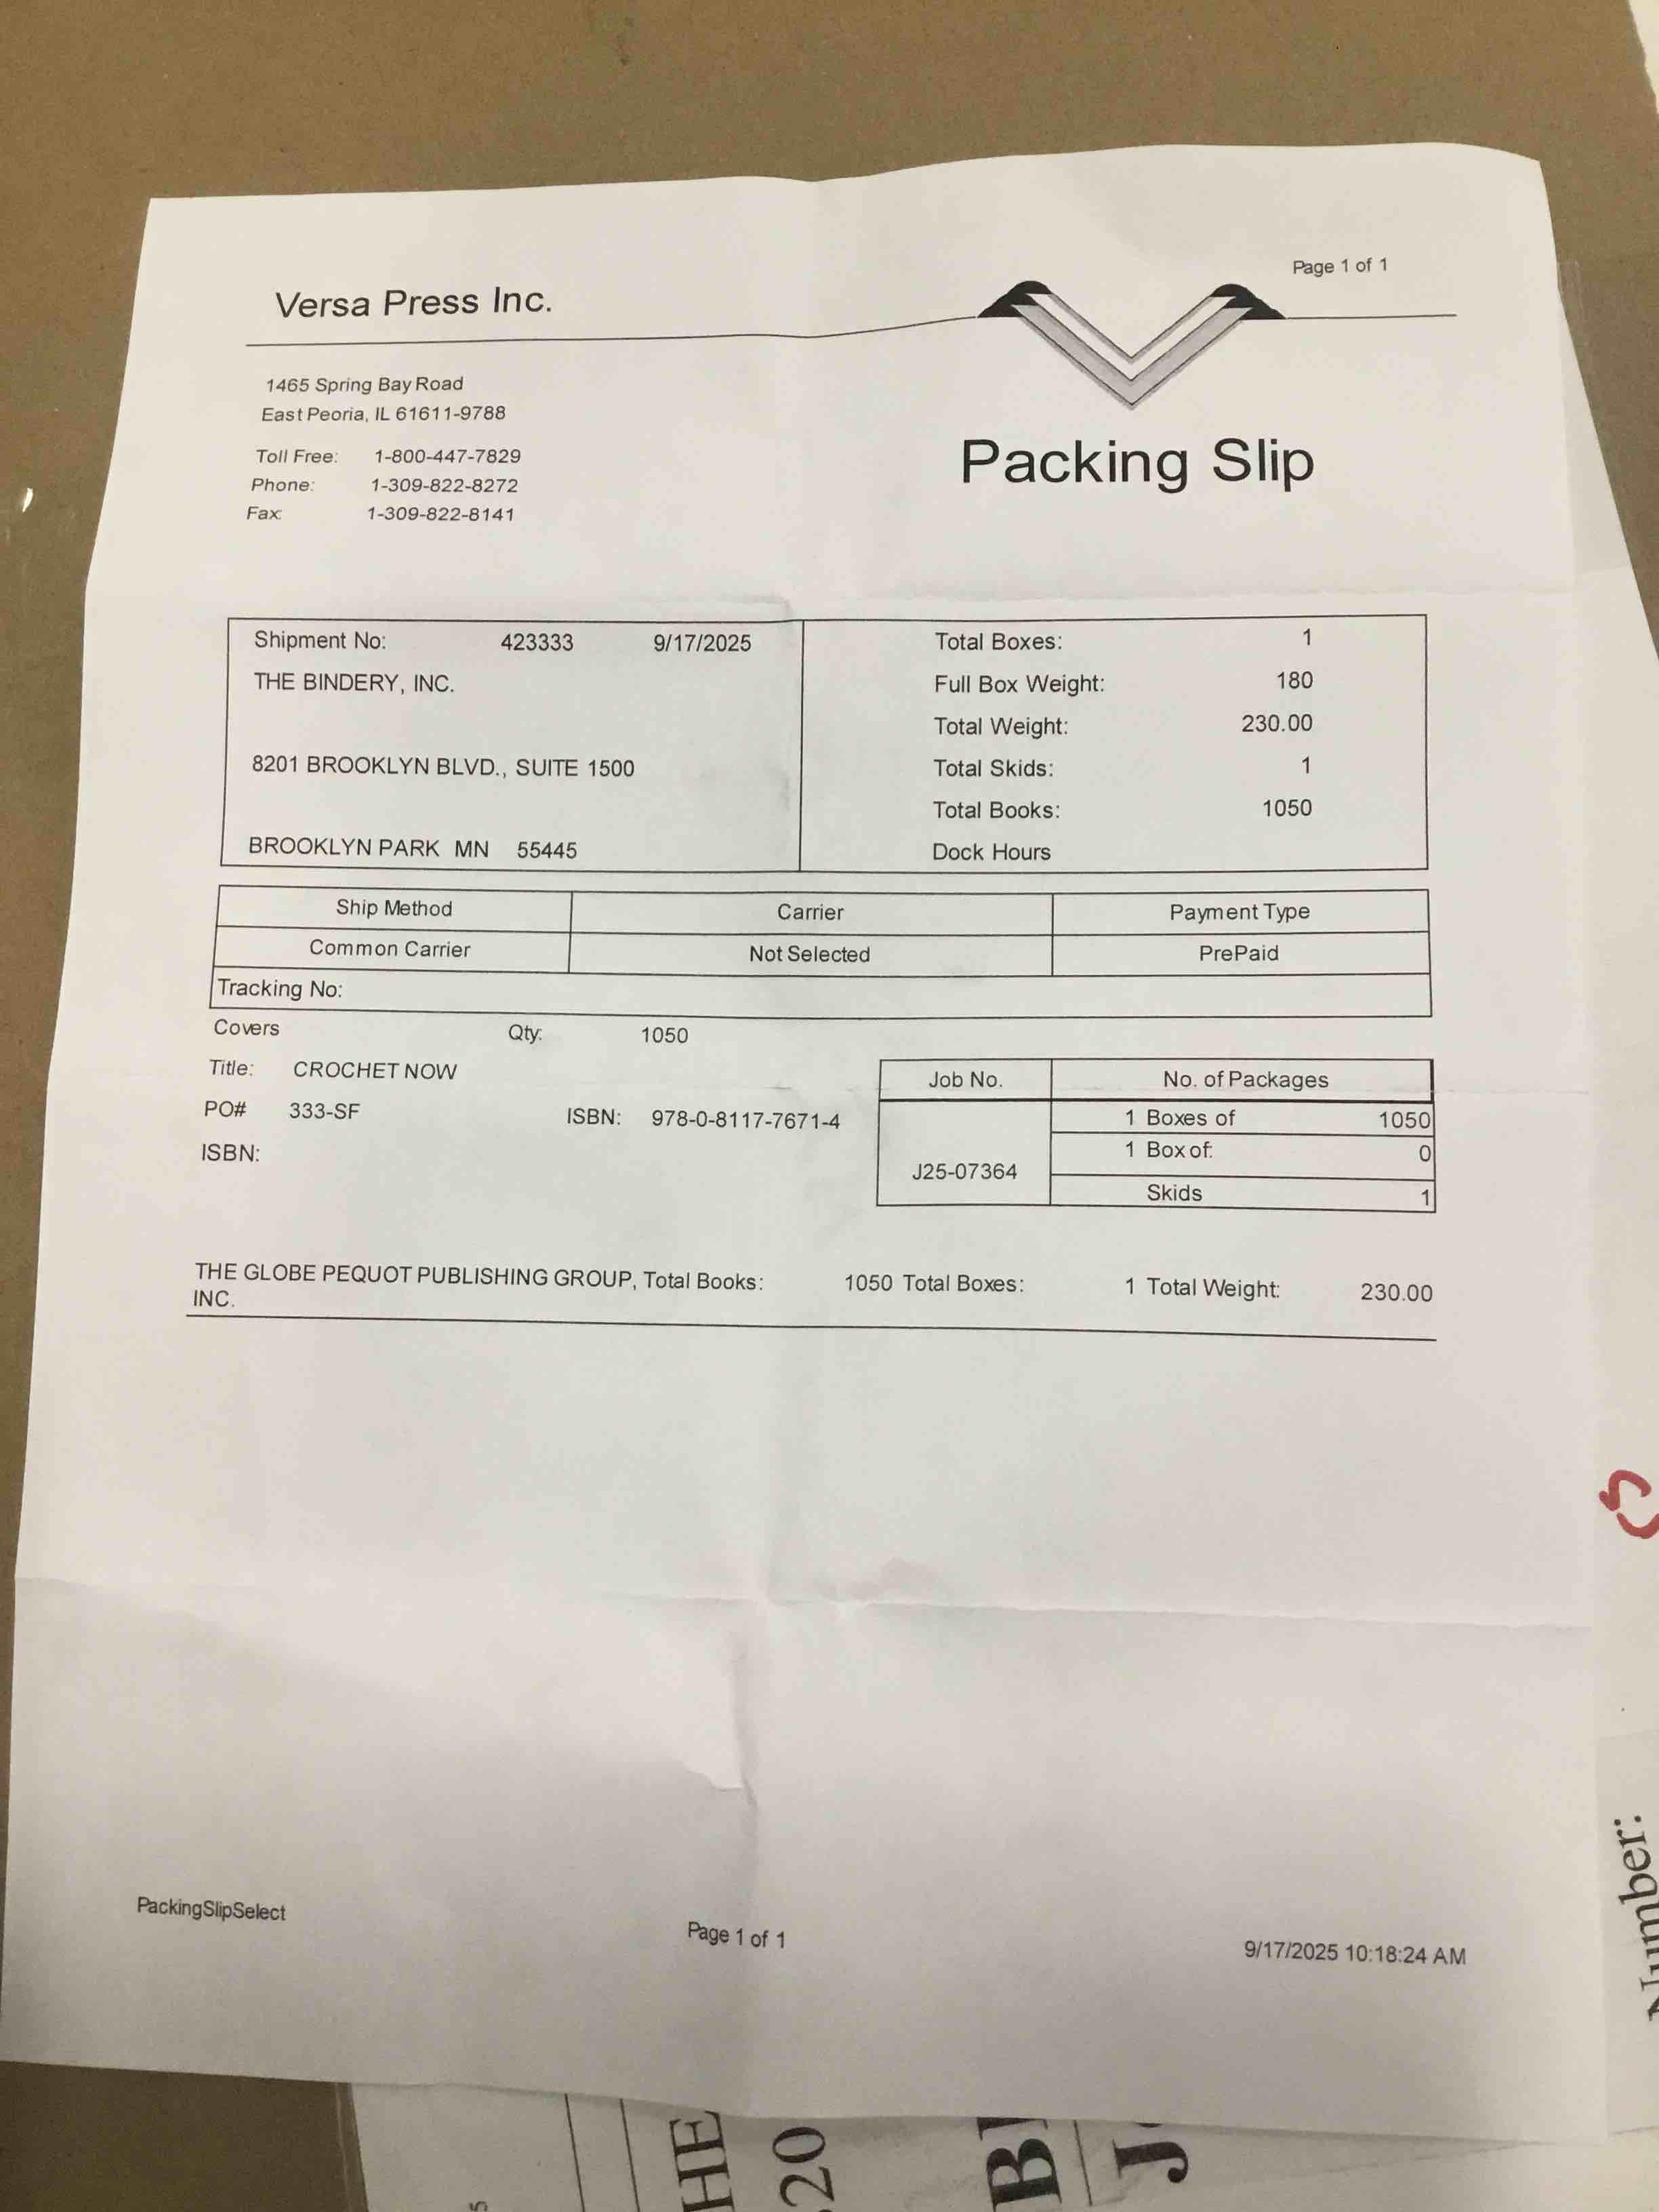 Page 1 of 1
Versa Press Inc.
1465 Spring Bay Road
East Peoria, IL 61611-9788
Toll Free: 1-800-447-7829
Phone: 1-309-822-8272
Fax: 1-309-822-8141
Packing Slip
Shipment No: 423333 9/17/2025
THE BINDERY, INC.
8201 BROOKLYN BLVD., SUITE 1500
BROOKLYN PARK MN 55445
Total Boxes: 1
Full Box Weight: 180
Total Weight: 230.00
Total Skids: 1
Total Books: 1050
Dock Hours
Ship Method Carrier Payment Type
Common Carrier Not Selected PrePaid
Tracking No:
Covers Qty: 1050
Title: CROCHET NOW
PO# 333-SF ISBN: 978-0-8117-7671-4
ISBN:
Job No. No. of Packages
J25-07364
1 Boxes of 1050
1 Box of: 0
Skids 1
THE GLOBE PEQUOT PUBLISHING GROUP, Total Books: 1050 Total Boxes: 1 Total Weight: 230.00
INC.
PackingSlipSelect
Page 1 of 1
9/17/2025 10:18:24 AM
Number:
HE
20